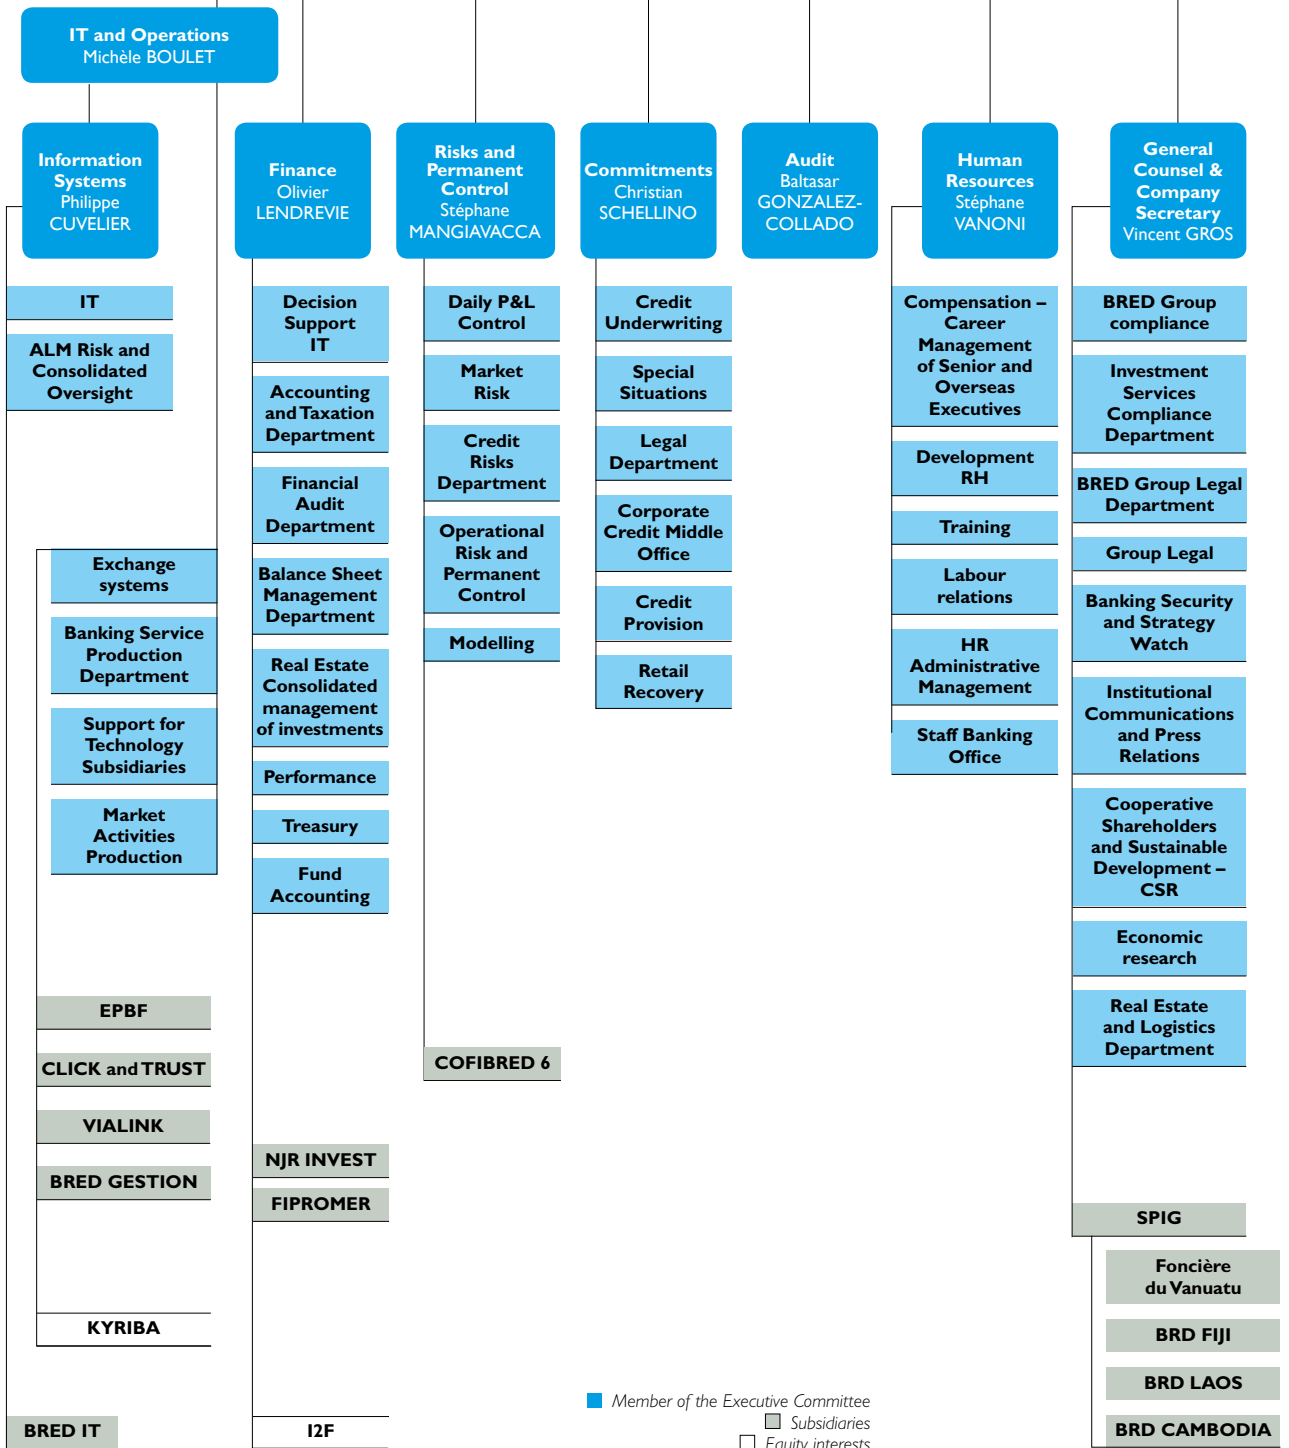 IT and Operations
Michèle BOULET
Information
Systems
Philippe
CUVELIER
Finance
Olivier
LENDREVIE
Risks and
Permanent
Control
Stéphane
MANGIAVACCA
Commitments
Christian
SCHELLINO
Audit
Baltasar
GONZALEZ-
COLLADO
Human
Resources
Stéphane
VANONI
General
Counsel &
Company
Secretary
Vincent GROS
IT
ALM Risk and
Consolidated
Oversight
Exchange
systems
Banking Service
Production
Department
Support for
Technology
Subsidiaries
Market
Activities
Production
EPBF
CLICK and TRUST
VIALINK
BRED GESTION
KYRIBA
BRED IT
Decision
Support
IT
Accounting
and Taxation
Department
Financial
Audit
Department
Balance Sheet
Management
Department
Real Estate
Consolidated
management
of investments
Performance
Treasury
Fund
Accounting
NJR INVEST
FIPROMER
I2F
Daily P&L
Control
Market
Risk
Credit
Risks
Department
Operational
Risk and
Permanent
Control
Modelling
COFIBRED 6
Credit
Underwriting
Special
Situations
Legal
Department
Corporate
Credit Middle
Office
Credit
Provision
Retail
Recovery
Compensation –
Career
Management
of Senior and
Overseas
Executives
Development
RH
Training
Labour
relations
HR
Administrative
Management
Staff Banking
Office
BRED Group
compliance
Investment
Services
Compliance
Department
BRED Group Legal
Department
Group Legal
Banking Security
and Strategy
Watch
Institutional
Communications
and Press
Relations
Cooperative
Shareholders
and Sustainable
Development –
CSR
Economic
research
Real Estate
and Logistics
Department
SPIG
Foncière
du Vanuatu
BRD FIJI
BRD LAOS
BRD CAMBODIA
Member of the Executive Committee
Subsidiaries
Equity interests